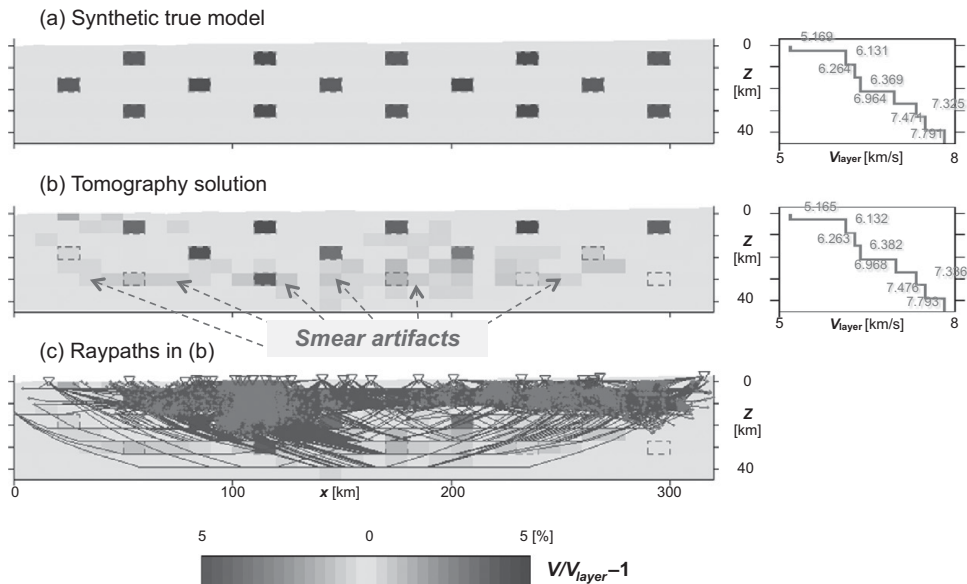 (a) Synthetic true model
0
Z
[km]
40
5.169
6.131
6.264
6.369
6.964
7.325
7.471
7.791
5
V layer [km/s]
8
(b) Tomography solution
0
Z
[km]
40
5.165
6.132
6.263
6.382
6.968
7.336
7.476
7.793
5
V layer [km/s]
8
Smear artifacts
(c) Raypaths in (b)
0
Z
[km]
40
0
100
x [km]
200
300
5
0
5 [%]
V/V layer –1